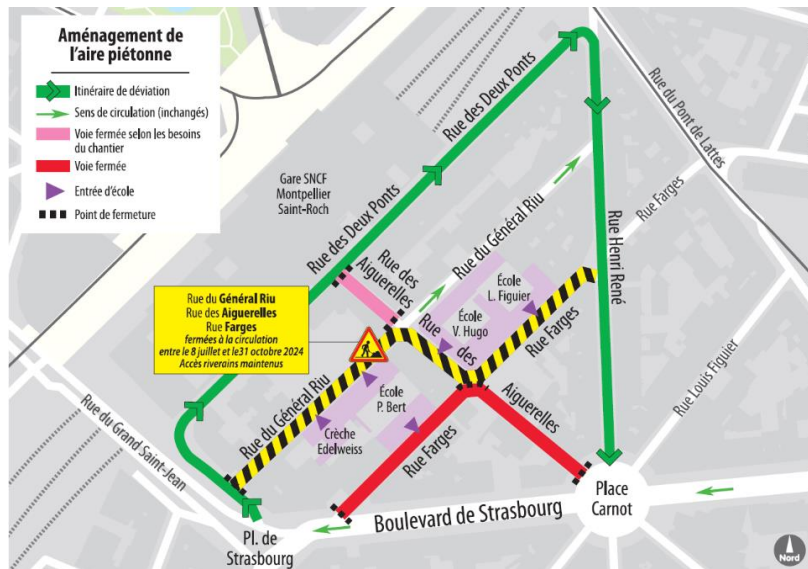 Aménagement de
l'aire piétonne
Itinéraire de déviation
Sens de circulation (inchangés)
Voie fermée selon les besoins
du chantier
Voie fermée
Entrée d'école
Point de fermeture
Rue des Deux Ponts
Rue du Pont de Lattes
Gare SNCF
Montpellier
Saint-Roch
Rue des Deux Ponts
Rue du Général Riu
Rue Farges
Rue Henri René
Rue des
Aiguerelles
École
L. Figuier
École
V. Hugo
Rue des
Rue Farges
Rue du Général Riu
Rue des Aiguerelles
Rue Farges
fermées à la circulation
entre le 8 juillet et le31 octobre 2024
Accès riverains maintenus
Rue du Général Riu
École
P. Bert
Crèche
Edelweiss
Aiguerelles
Rue Farges
Rue Louis Figuier
Rue du Grand Saint-Jean
Place
Carnot
Boulevard de Strasbourg
Pl. de
Strasbourg
Nord